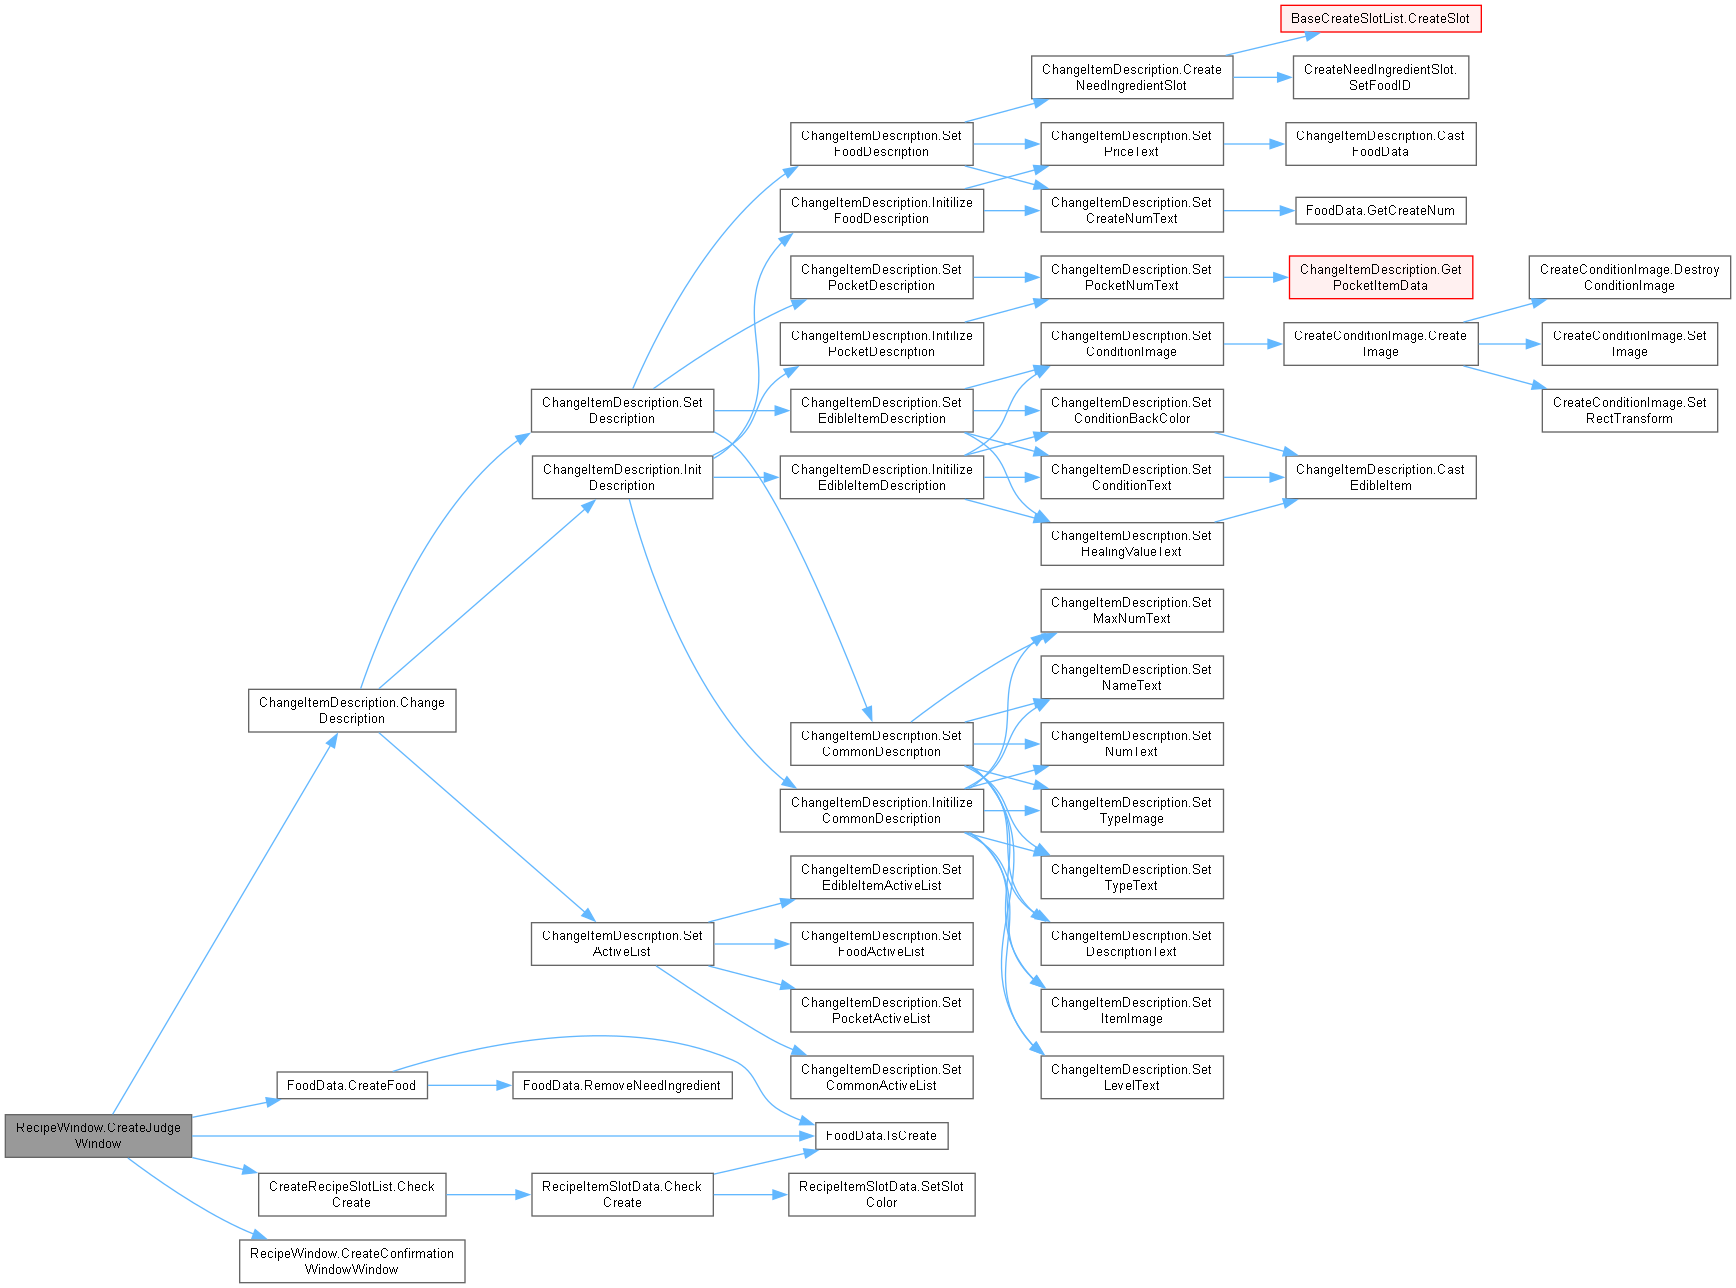 BaseCreateSlotList.CreateSlot
ChangeItemDescription.Create
NeedIngredientSlot
CreateNeedIngredientSlot.
SetFoodID
ChangeItemDescription.Set
FoodDescription
ChangeItemDescription.Set
PriceText
ChangeItemDescription.Cast
FoodData
ChangeItemDescription.Initilize
FoodDescription
ChangeItemDescription.Set
CreateNumText
FoodData.GetCreateNum
ChangeItemDescription.Set
PocketDescription
ChangeItemDescription.Set
PocketNumText
ChangeItemDescription.Get
PocketItemData
CreateConditionImage.Destroy
ConditionImage
ChangeItemDescription.Initilize
PocketDescription
ChangeItemDescription.Set
ConditionImage
CreateConditionImage.Create
Image
CreateConditionImage.Set
Image
ChangeItemDescription.Set
Description
ChangeItemDescription.Set
EdibleItemDescription
ChangeItemDescription.Set
ConditionBackColor
CreateConditionImage.Set
RectTransform
ChangeItemDescription.Init
Description
ChangeItemDescription.Initilize
EdibleItemDescription
ChangeItemDescription.Set
ConditionText
ChangeItemDescription.Cast
EdibleItem
ChangeItemDescription.Set
HealingValueText
ChangeItemDescription.Set
MaxNumText
ChangeItemDescription.Set
NameText
ChangeItemDescription.Change
Description
ChangeItemDescription.Set
CommonDescription
ChangeItemDescription.Set
NumText
ChangeItemDescription.Initilize
CommonDescription
ChangeItemDescription.Set
TypeImage
ChangeItemDescription.Set
EdibleItemActiveList
ChangeItemDescription.Set
TypeText
ChangeItemDescription.Set
ActiveList
ChangeItemDescription.Set
FoodActiveList
ChangeItemDescription.Set
DescriptionText
ChangeItemDescription.Set
PocketActiveList
ChangeItemDescription.Set
ItemImage
FoodData.CreateFood
FoodData.RemoveNeedIngredient
ChangeItemDescription.Set
CommonActiveList
ChangeItemDescription.Set
LevelText
RecipeWindow.CreateJudge
Window
FoodData.IsCreate
CreateRecipeSlotList.Check
Create
RecipeItemSlotData.Check
Create
RecipeItemSlotData.SetSlot
Color
RecipeWindow.CreateConfirmation
WindowWindow